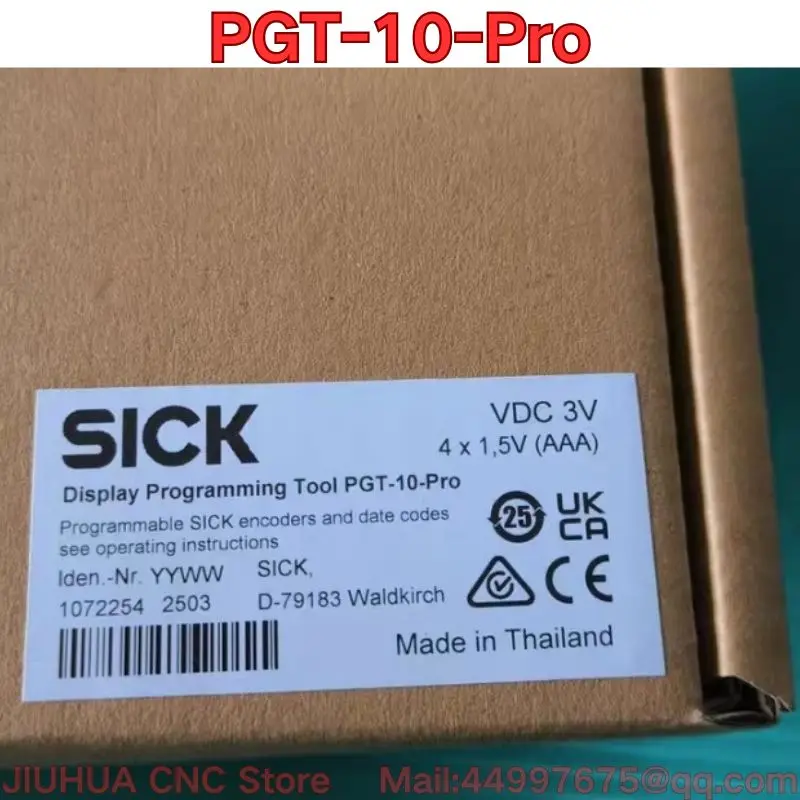 PGT-10-Pro
SICK
VDC 3V
4 x 1,5V (AAA)
Display Programming Tool PGT-10-Pro
Programmable SICK encoders and date codes
see operating instructions
25
UK
CA
Iden.-Nr. YYWW SICK,
1072254 2503 D-79183 Waldkirch
CE
Made in Thailand
JIUHUA CNC Store Mail:44997675@qq.com